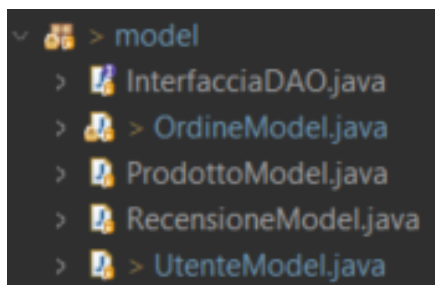 > model
InterfacciaDAO.java
> OrdineModel.java
ProdottoModel.java
RecensioneModel.java
> UtenteModel.java